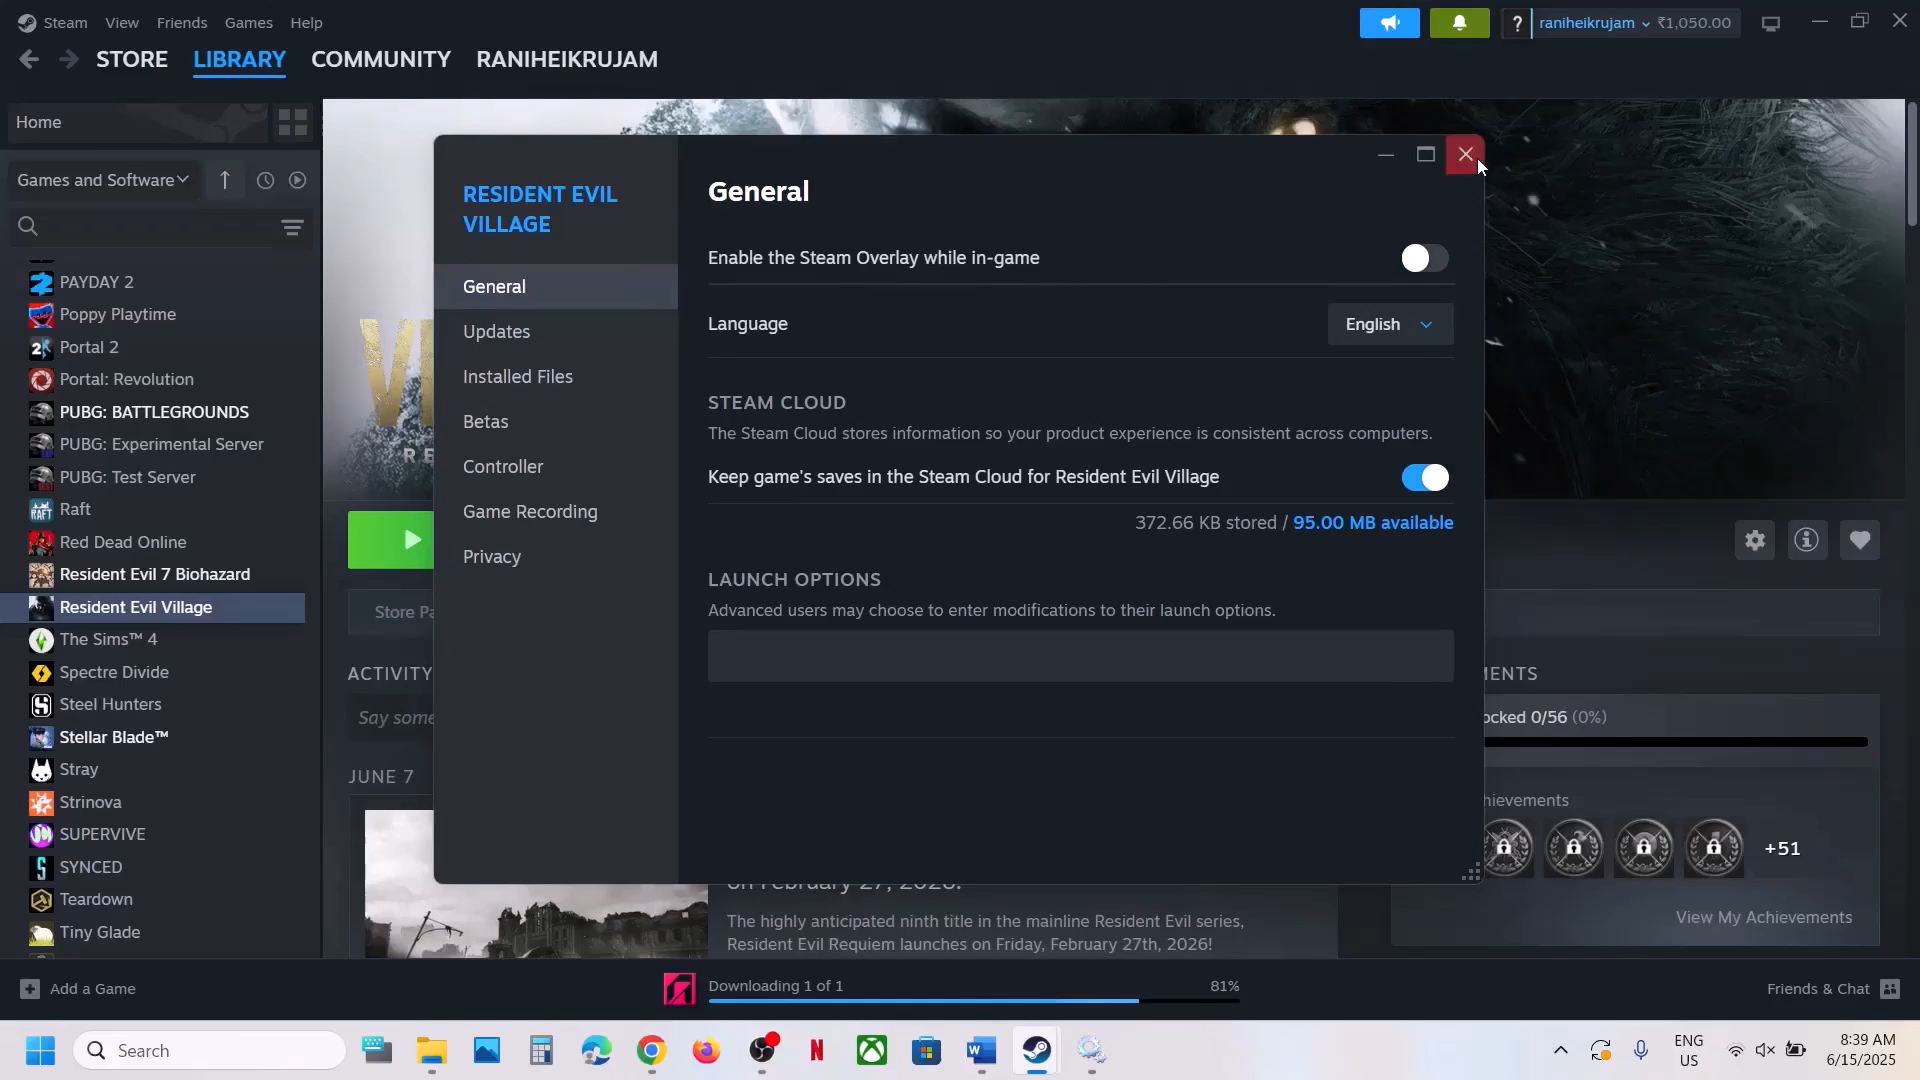 Steam View Friends Games Help
? raniheikrujam ₹1,050.00
STORE LIBRARY COMMUNITY RANIHEIKRUJAM
Home
Games and Software
PAYDAY 2
Poppy Playtime
Portal 2
Portal: Revolution
PUBG: BATTLEGROUNDS
PUBG: Experimental Server
PUBG: Test Server
Raft
Red Dead Online
Resident Evil 7 Biohazard
Resident Evil Village
The Sims™ 4
Spectre Divide
Steel Hunters
Stellar Blade™
Stray
Strinova
SUPERVIVE
SYNCED
Teardown
Tiny Glade
Add a Game
RESIDENT EVIL
VILLAGE
General
Updates
Installed Files
Betas
Controller
Game Recording
Privacy
General
Enable the Steam Overlay while in-game
Language English
STEAM CLOUD
The Steam Cloud stores information so your product experience is consistent across computers.
Keep game's saves in the Steam Cloud for Resident Evil Village
372.66 KB stored / 95.00 MB available
LAUNCH OPTIONS
Advanced users may choose to enter modifications to their launch options.
VI
RE
Store Pa
ACTIVITY
Say some
JUNE 7
on February 27, 2026.
The highly anticipated ninth title in the mainline Resident Evil series,
Resident Evil Requiem launches on Friday, February 27th, 2026!
MENTS
ocked 0/56 (0%)
hievements
+51
View My Achievements
Downloading 1 of 1 81%
Friends & Chat
Search
ENG
US
8:39 AM
6/15/2025